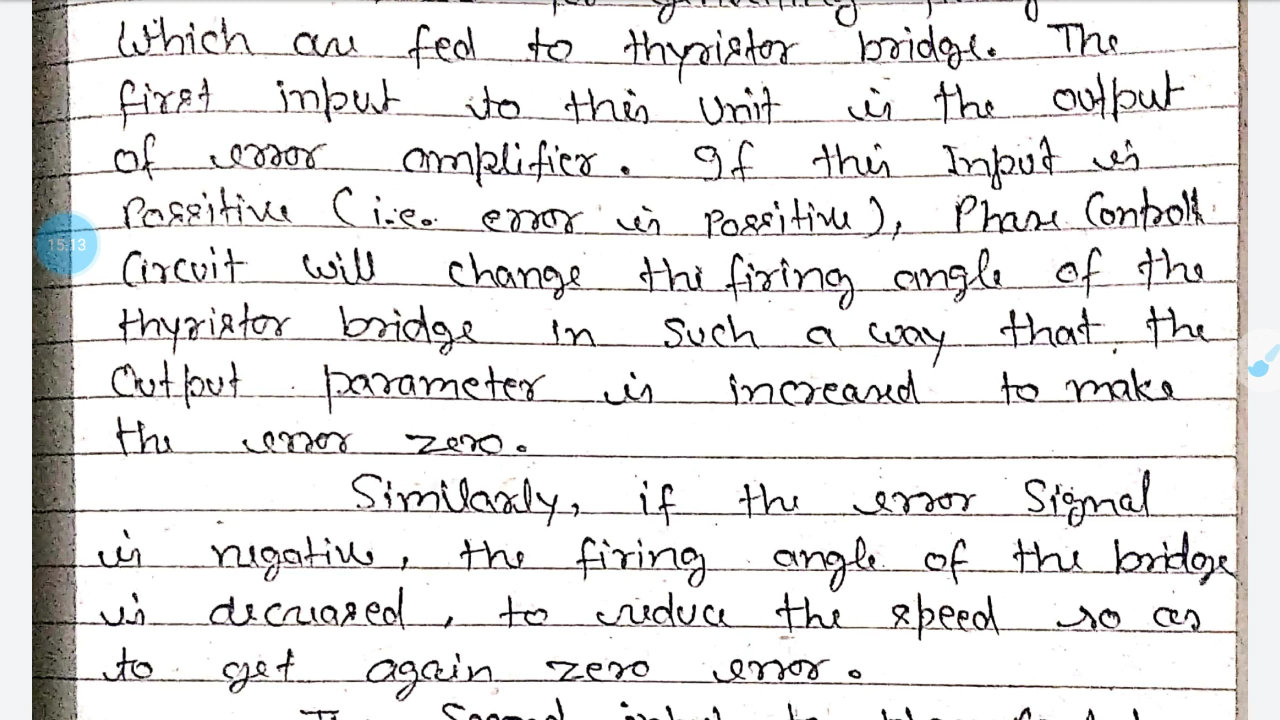 Which are fed to thyristor bridge. The
first input to this Unit is the output
of error amplifier. If this Input is
Possitive (i.e. error is Possitive), Phase Controll
15:13
Circuit will change the firing angle of the
thyristor bridge in such a way that the
Output parameter is increased to make
the error zero.
Similarly, if the error Signal
is negative, the firing angle of the bridge
is decreased, to reduce the speed so as
to get again zero error.